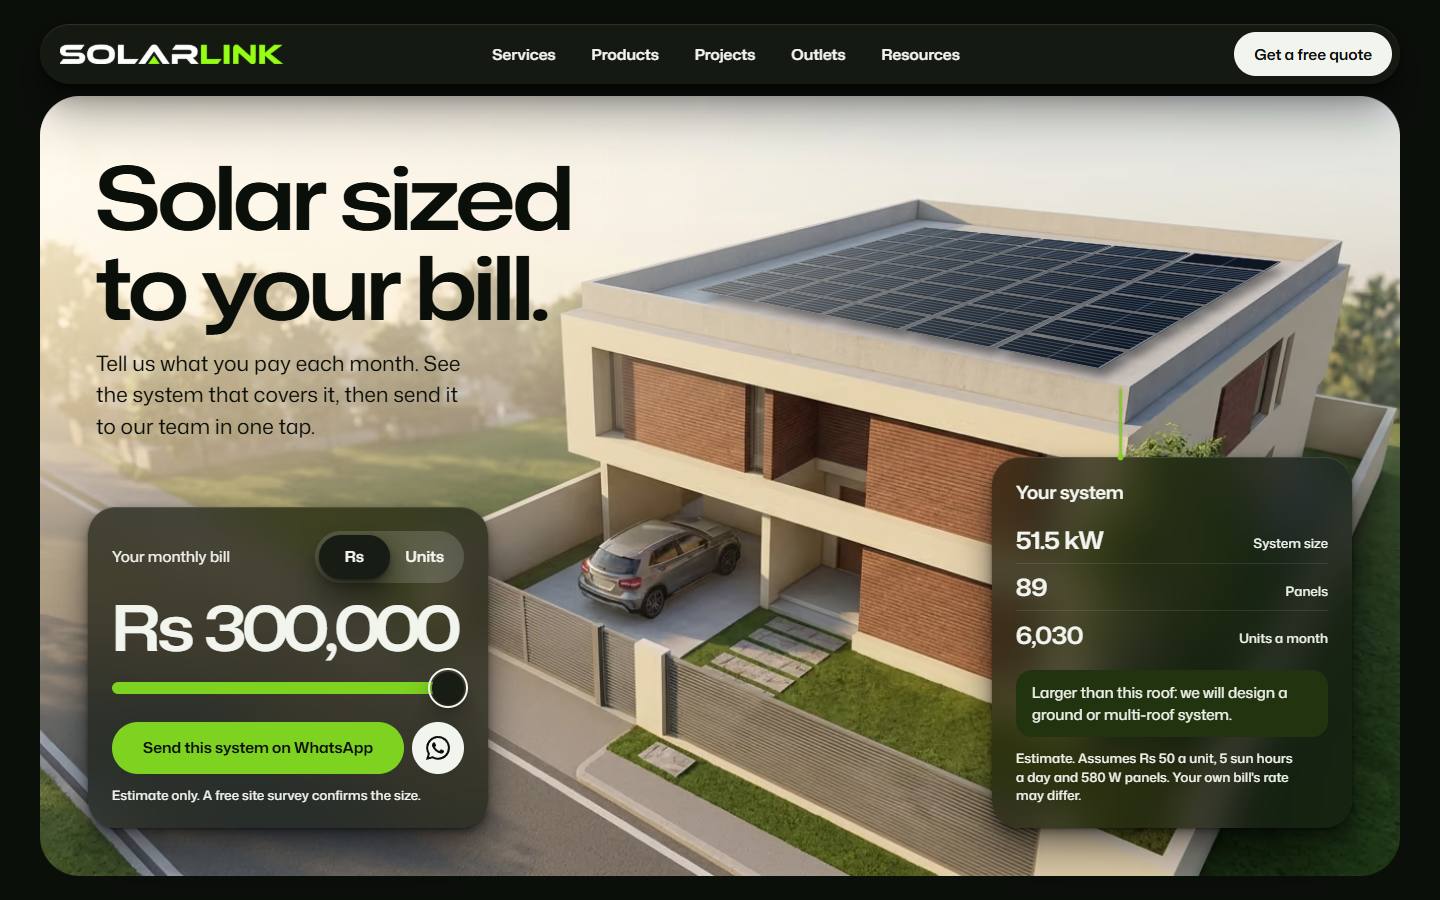 SOLARLINK
Services
Products
Projects
Outlets
Resources
Get a free quote
Solar sized
to your bill.
Tell us what you pay each month. See
the system that covers it, then send it
to our team in one tap.
Your monthly bill
Rs
Units
Rs 300,000
Send this system on WhatsApp
Estimate only. A free site survey confirms the size.
Your system
51.5 kW
System size
89
Panels
6,030
Units a month
Larger than this roof: we will design a
ground or multi-roof system.
Estimate. Assumes Rs 50 a unit, 5 sun hours
a day and 580 W panels. Your own bill's rate
may differ.